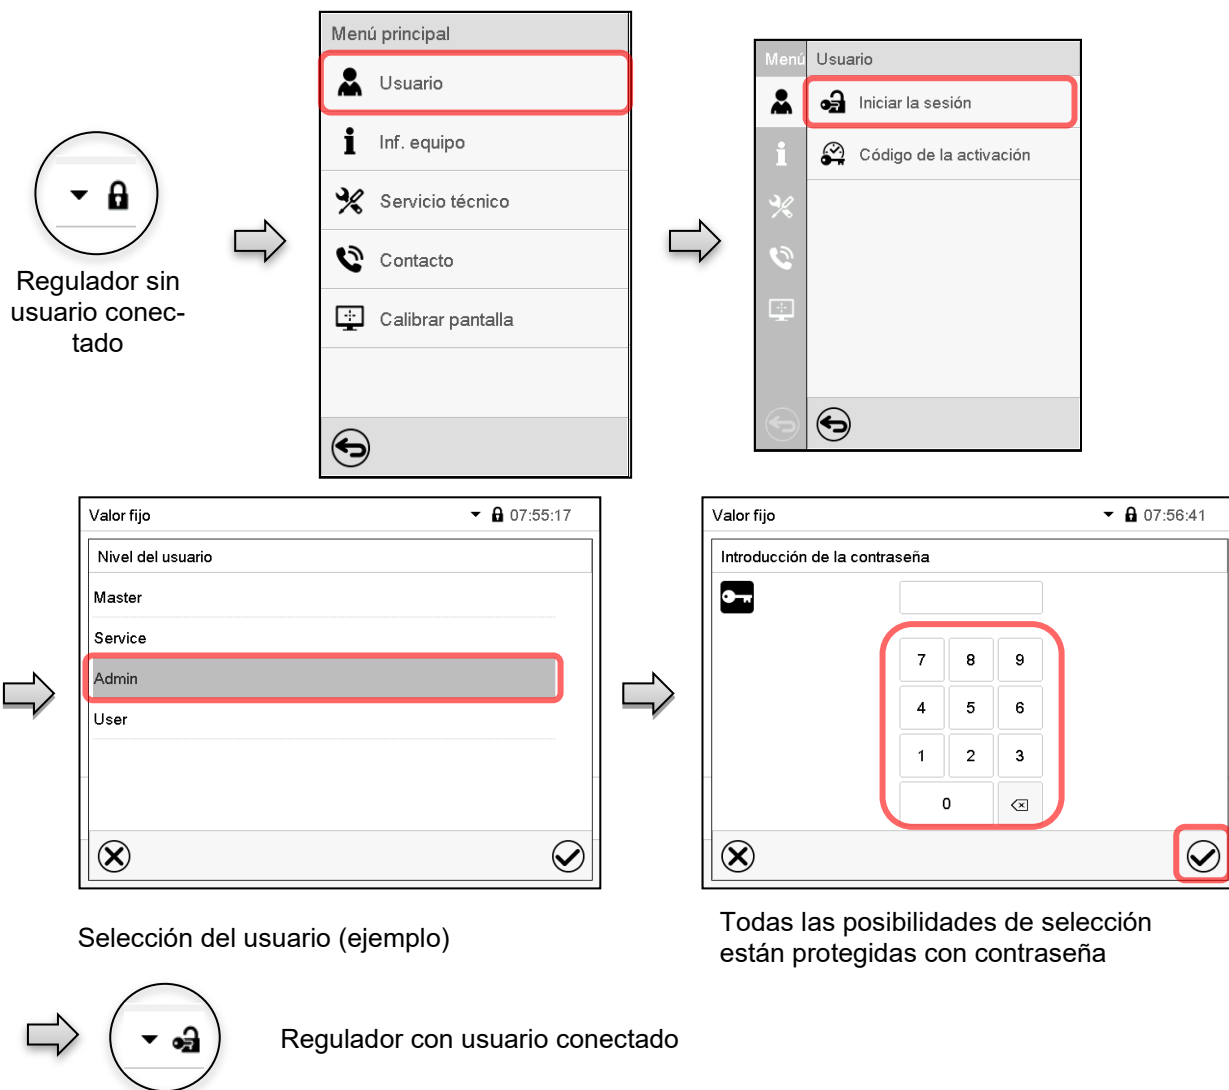 Regulador sin
usuario conec-
tado
Menú principal
Usuario
Inf. equipo
Servicio técnico
Contacto
Calibrar pantalla
Menú
Usuario
Iniciar la sesión
Código de la activación
Valor fijo
07:55:17
Nivel del usuario
Master
Service
Admin
User
Selección del usuario (ejemplo)
Valor fijo
07:56:41
Introducción de la contraseña
7 8 9
4 5 6
1 2 3
0
Todas las posibilidades de selección
están protegidas con contraseña
Regulador con usuario conectado